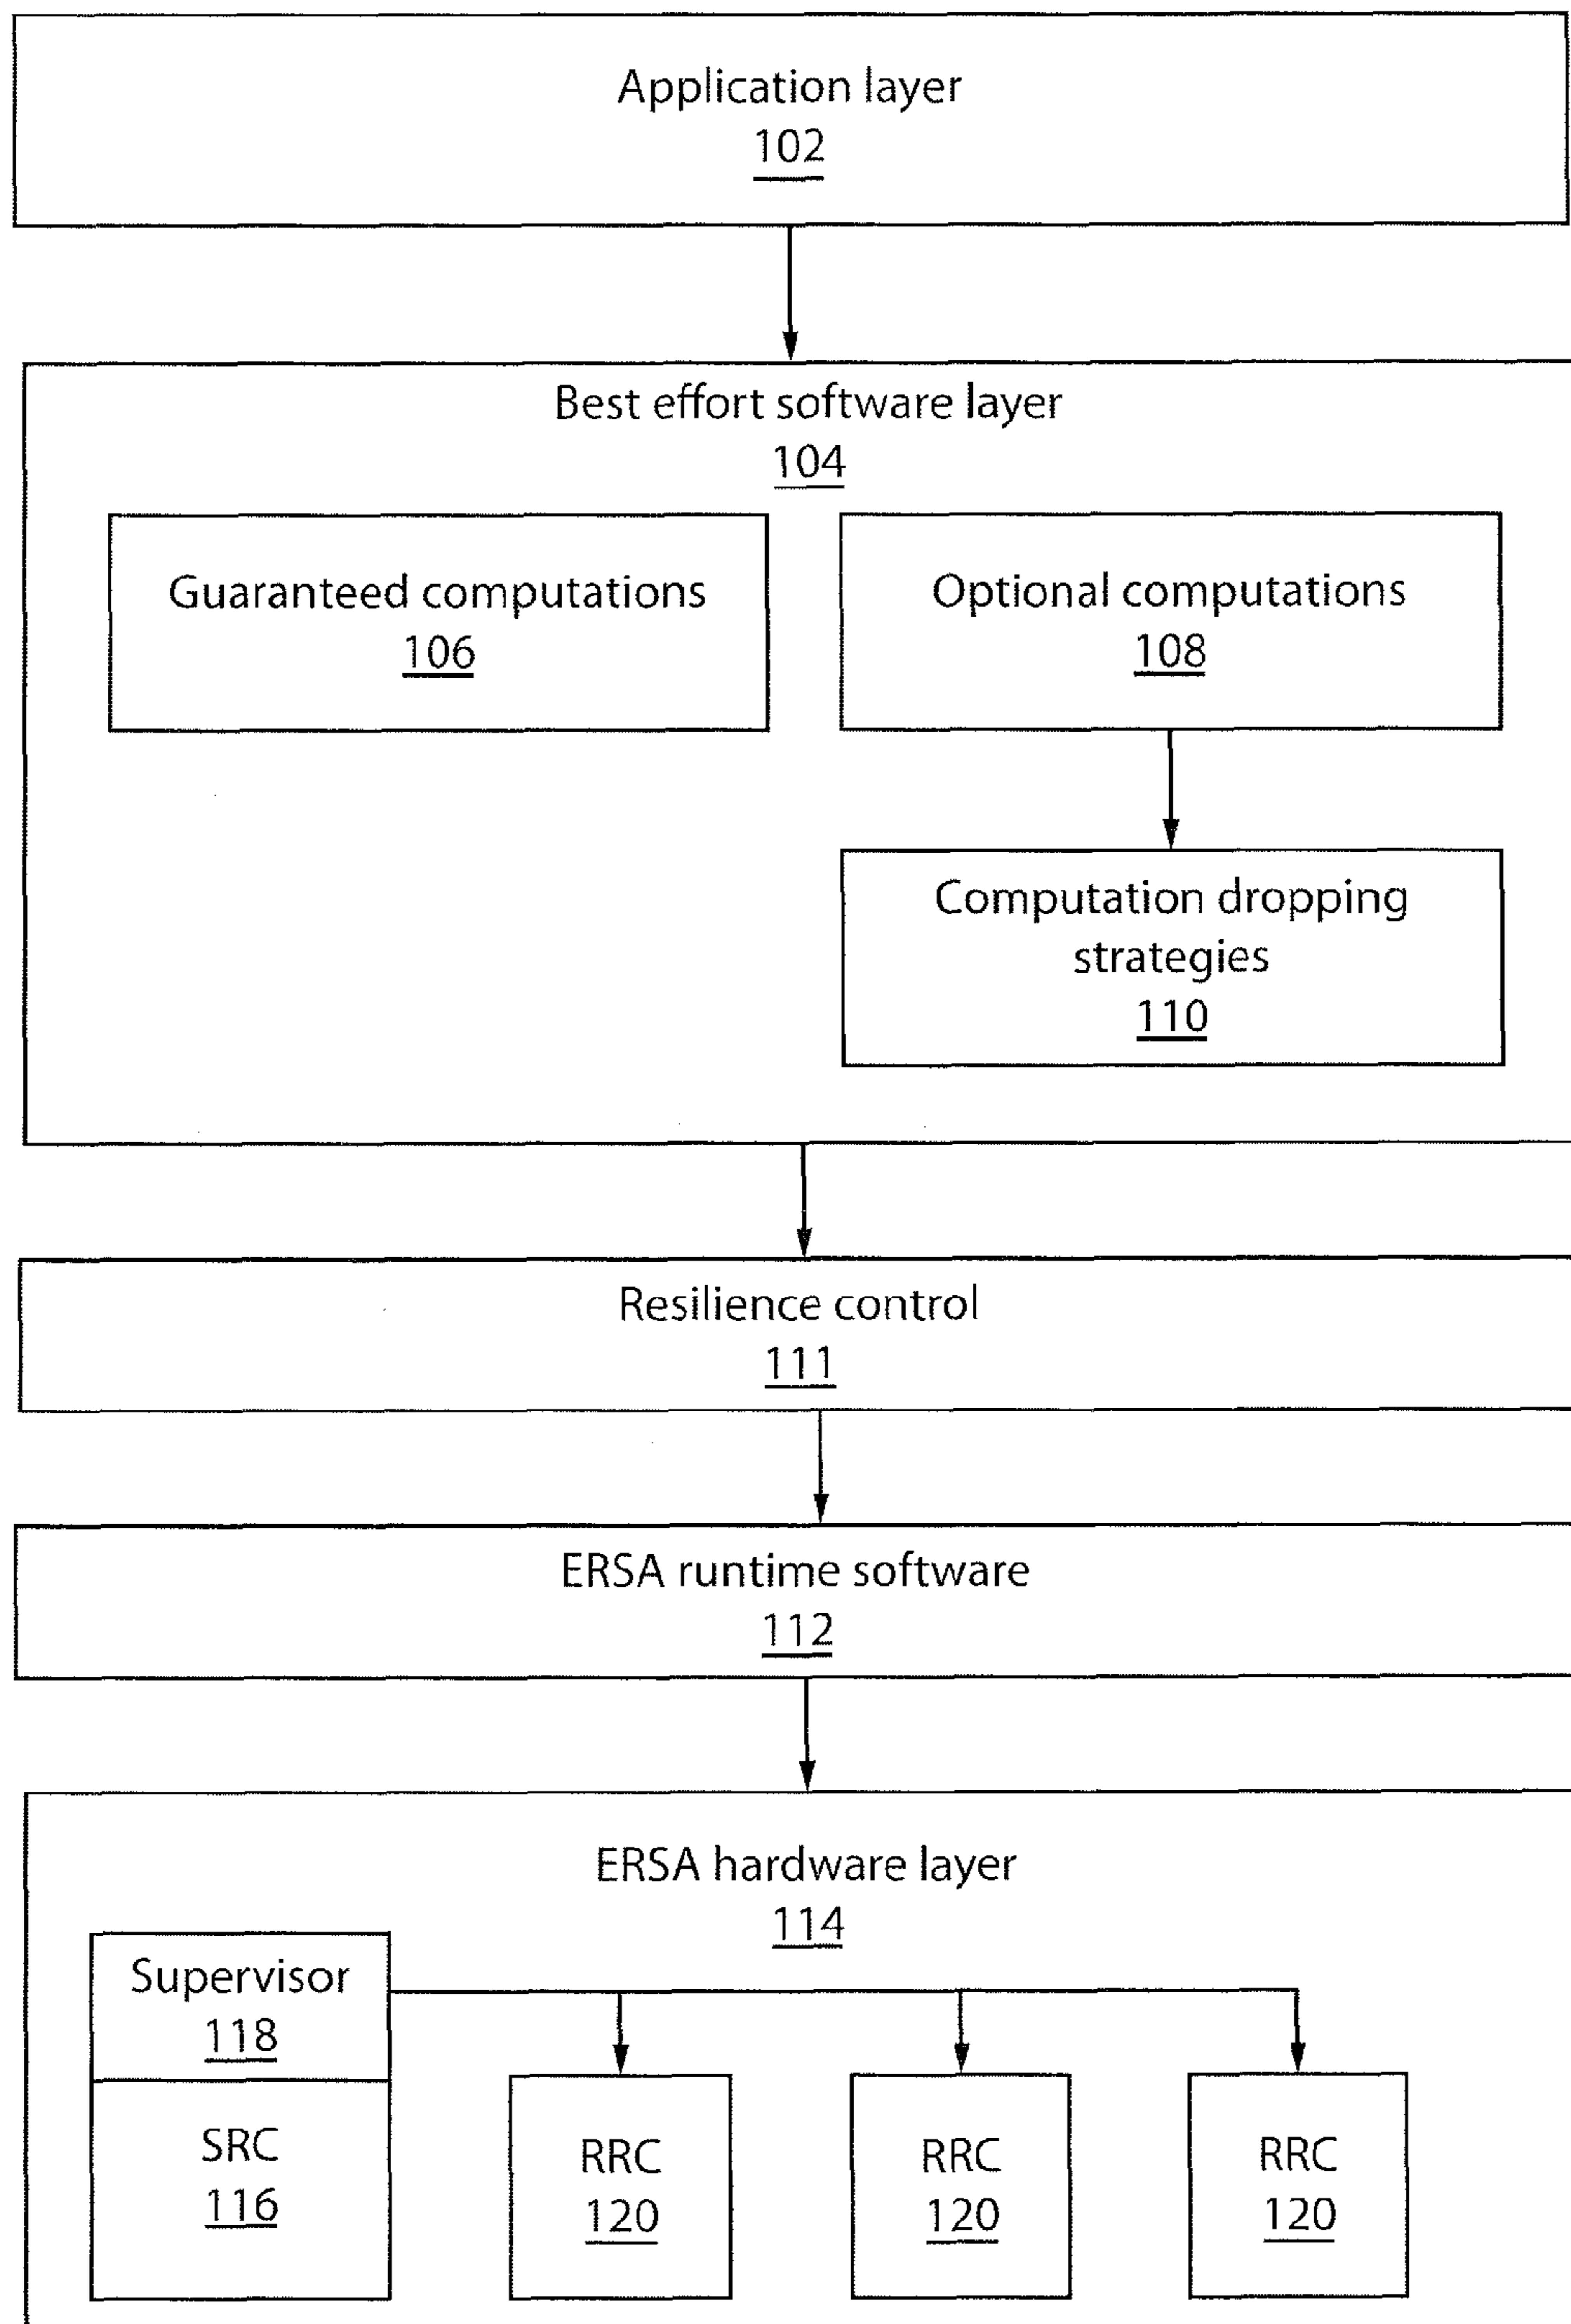 Application layer
102
Best effort software layer
104
Guaranteed computations
106
Optional computations
108
Computation dropping
strategies
110
Resilience control
111
ERSA runtime software
112
ERSA hardware layer
114
Supervisor
118
SRC
116
RRC
120
RRC
120
RRC
120